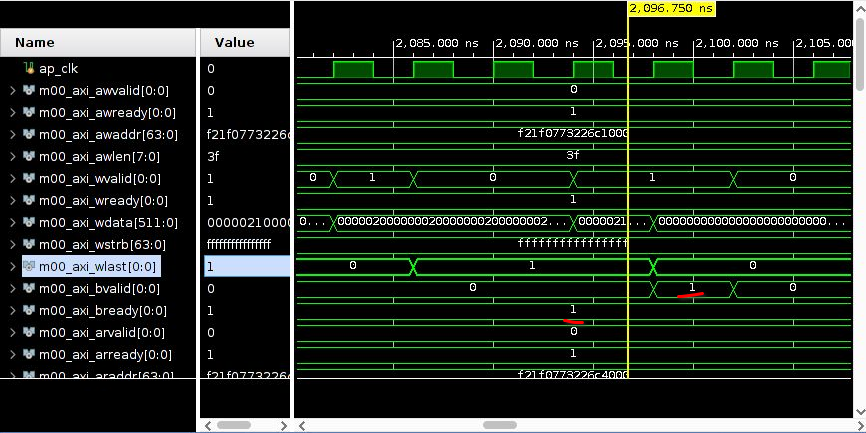 2,096.750 ns
Name Value
2,085.000 ns 2,090.000 ns 2,095.000 ns 2,100.000 ns 2,105.000
ap_clk 0
m00_axi_awvalid[0:0] 0 0
m00_axi_awready[0:0] 1 1
m00_axi_awaddr[63:0] f21f0773226c f21f0773226c1000
m00_axi_awlen[7:0] 3f 3f
m00_axi_wvalid[0:0] 1 0 1 0 1 0
m00_axi_wready[0:0] 1 1
m00_axi_wdata[511:0] 00000210000 0... 000002000000020000000200000002... 0000021... 000000000000000000000000000...
m00_axi_wstrb[63:0] ffffffffffffffff ffffffffffffffff
m00_axi_wlast[0:0] 1 0 1 0
m00_axi_bvalid[0:0] 0 0 1 0
m00_axi_bready[0:0] 1 1
m00_axi_arvalid[0:0] 0 0
m00_axi_arready[0:0] 1 1
m00_axi_araddr[63:0] f21f0773226c f21f0773226c4000